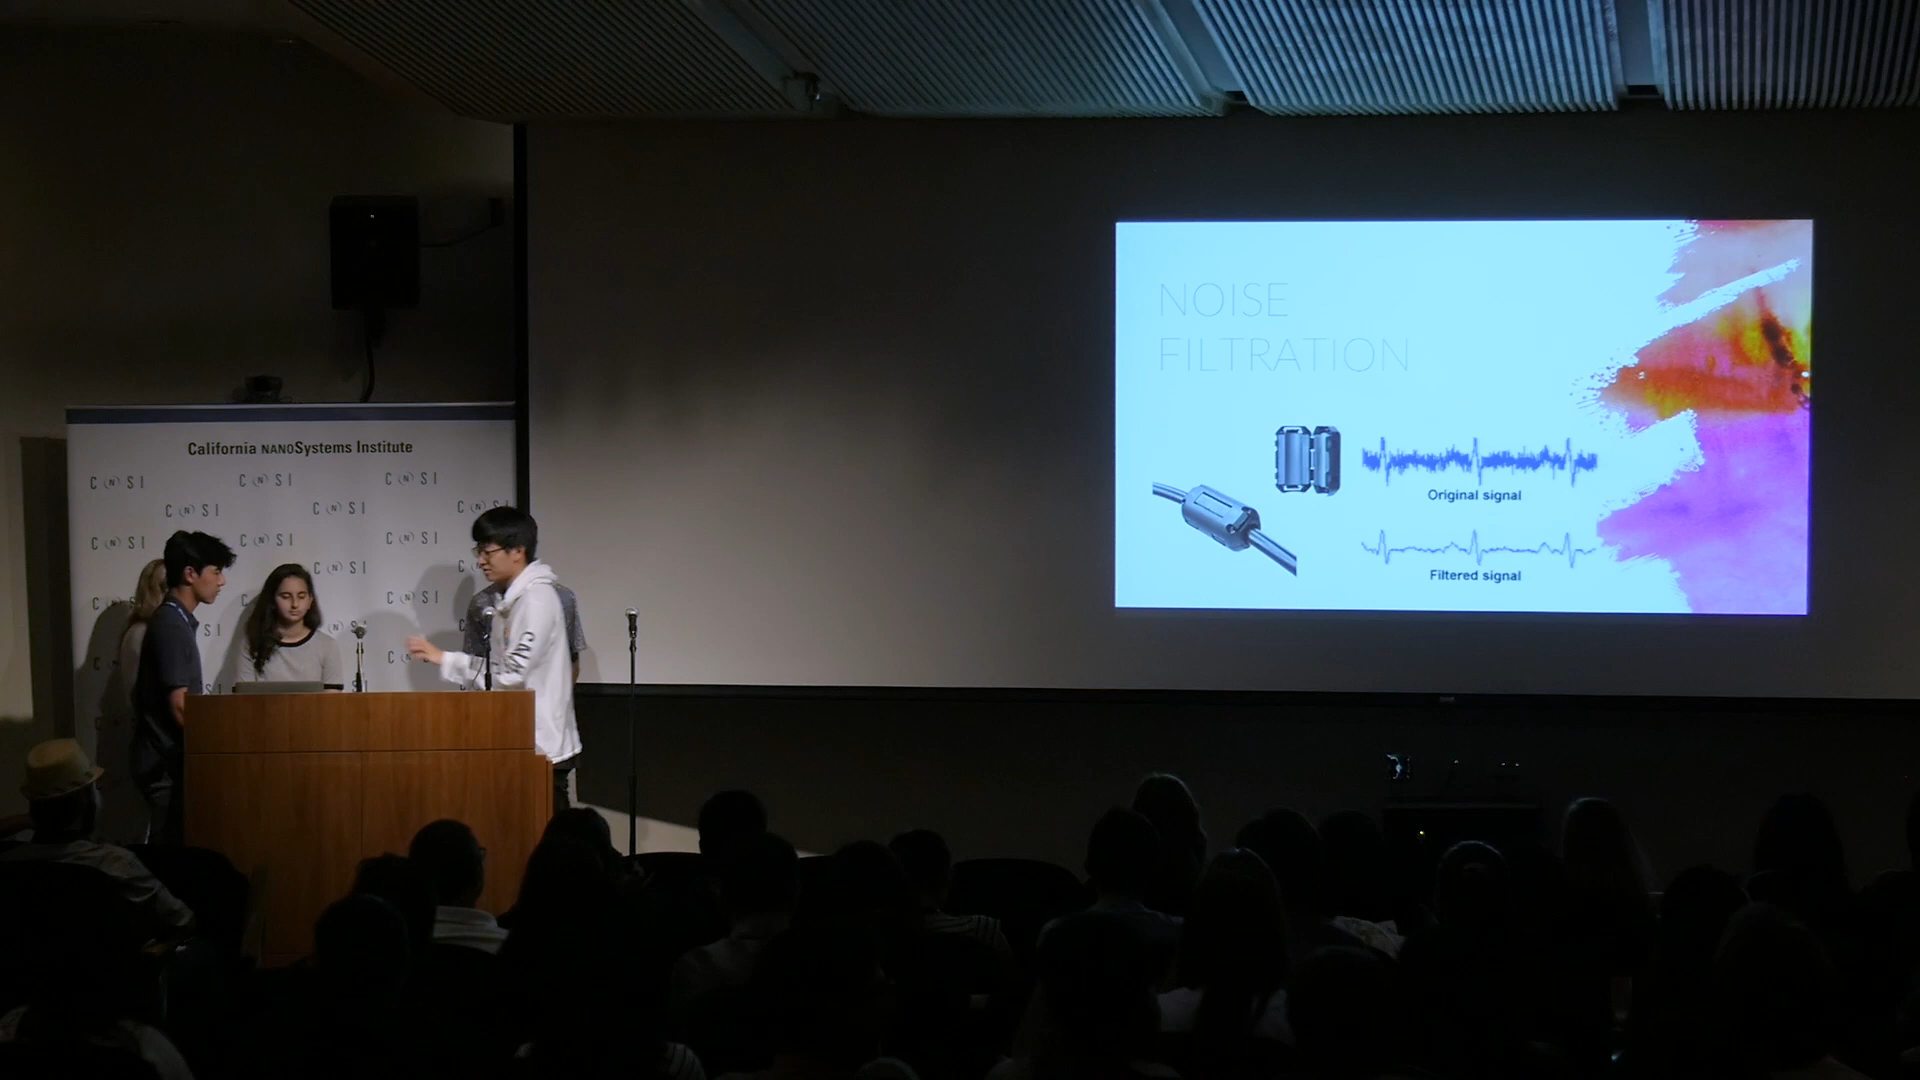 NOISE
FILTRATION
Original signal
Filtered signal
California NANOSystems Institute
C (N) S I
C (N) S I
C (N) S I
C (N) S I
C (N) S I
C (N) S
C (N) S I
C (N) S I
C (N) S I
C (N) S I
C (N) S I